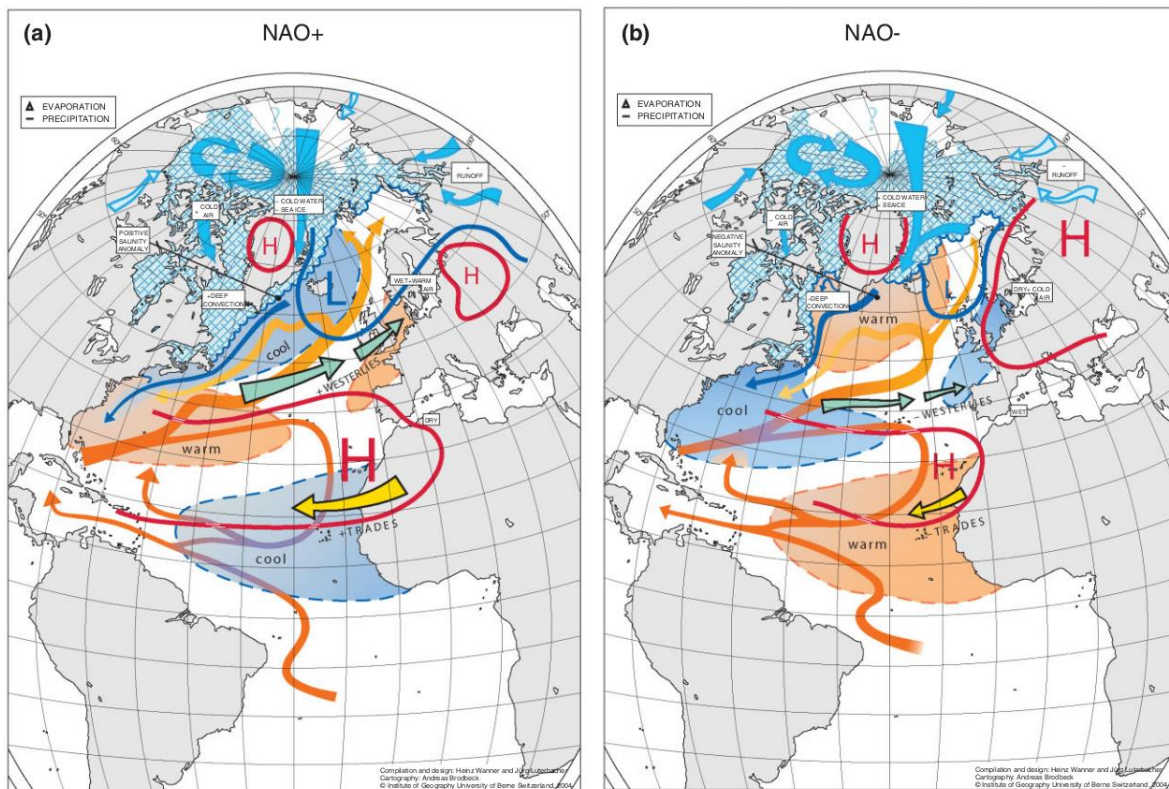 (a)
NAO+
EVAPORATION
PRECIPITATION
+
RUNOFF
?
COLD
+
AIR
- COLD WATER
- SEA ICE
POSITIVE
SALINITY
ANOMALY
H
+DEEP
CONVECTION
L
WET+WARM
AIR
H
cool
+WESTERLIES
DRY
warm
H
+TRADES
cool
Compilation and design: Heinz Wanner and Jürg Luterbacher
Cartography: Andreas Brodbeck
© Institute of Geography University of Berne Switzerland, 2004
(b)
NAO-
EVAPORATION
PRECIPITATION
-
RUNOFF
?
COLD
-
AIR
+ COLD WATER
SEA ICE
NEGATIVE
SALINITY
ANOMALY
H
H
-DEEP
CONVECTION
L
DRY+ COLD
AIR
warm
cool
- WESTERLIES
WET
H
-TRADES
warm
Compilation and design: Heinz Wanner and Jürg Luterbacher
Cartography: Andreas Brodbeck
© Institute of Geography University of Berne Switzerland, 2004